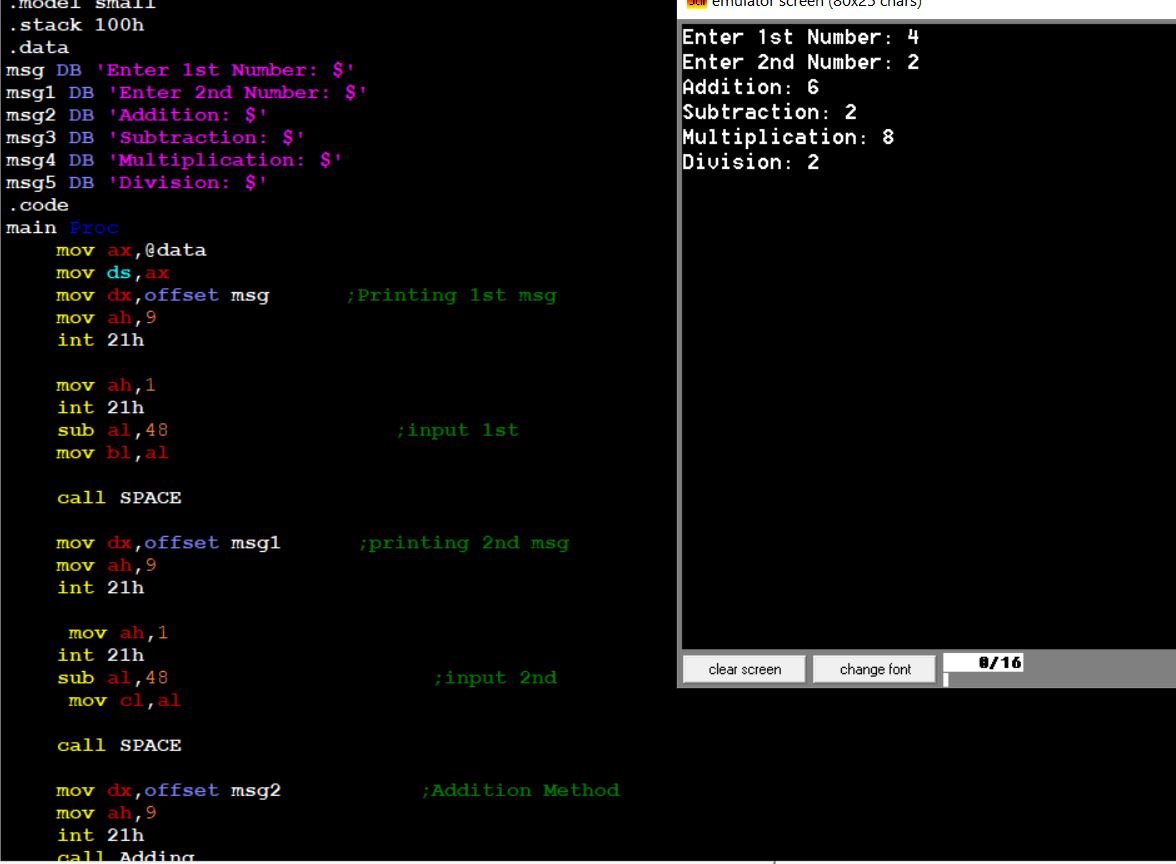 .model small
.stack 100h
.data
msg DB 'Enter 1st Number: $'
msg1 DB 'Enter 2nd Number: $'
msg2 DB 'Addition: $'
msg3 DB 'Subtraction: $'
msg4 DB 'Multiplication: $'
msg5 DB 'Division: $'
.code
main Proc
mov ax,@data
mov ds,ax
mov dx,offset msg ;Printing 1st msg
mov ah,9
int 21h
mov ah,1
int 21h
sub al,48 ;input 1st
mov bl,al
call SPACE
mov dx,offset msg1 ;printing 2nd msg
mov ah,9
int 21h
mov ah,1
int 21h
sub al,48 ;input 2nd
mov cl,al
call SPACE
mov dx,offset msg2 ;Addition Method
mov ah,9
int 21h
call Adding
emulator screen (80x25 chars)
Enter 1st Number: 4
Enter 2nd Number: 2
Addition: 6
Subtraction: 2
Multiplication: 8
Division: 2
clear screen
change font
0/16